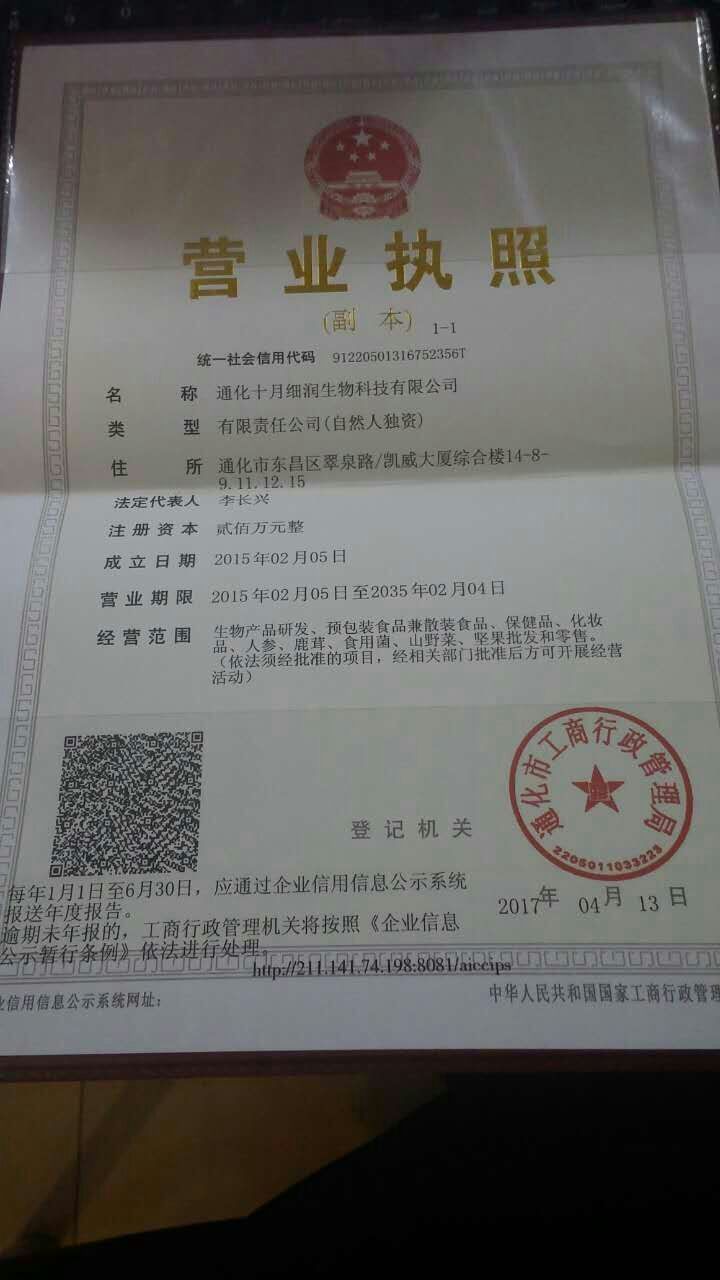 营业执照
(副 本) 1-1
统一社会信用代码 91220501316752356T
名称 通化十月细润生物科技有限公司
类型 有限责任公司(自然人独资)
住所 通化市东昌区翠泉路/凯威大厦综合楼14-8-
9.11.12.15
法定代表人 李长兴
注册资本 贰佰万元整
成立日期 2015年02月05日
营业期限 2015年02月05日至2035年02月04日
经营范围 生物产品研发、预包装食品兼散装食品、保健品、化妆
品、人参、鹿茸、食用菌、山野菜、坚果批发和零售。
（依法须经批准的项目，经相关部门批准后方可开展经营
活动）
通化市工商行政管理局
2205011033223
登记机关
2017年 04月 13日
每年1月1日至6月30日，应通过企业信用信息公示系统
报送年度报告。
逾期未年报的，工商行政管理机关将按照《企业信息
公示暂行条例》依法进行处理。
http://211.141.74.198:8081/aiccips
业信用信息公示系统网址：
中华人民共和国国家工商行政管理